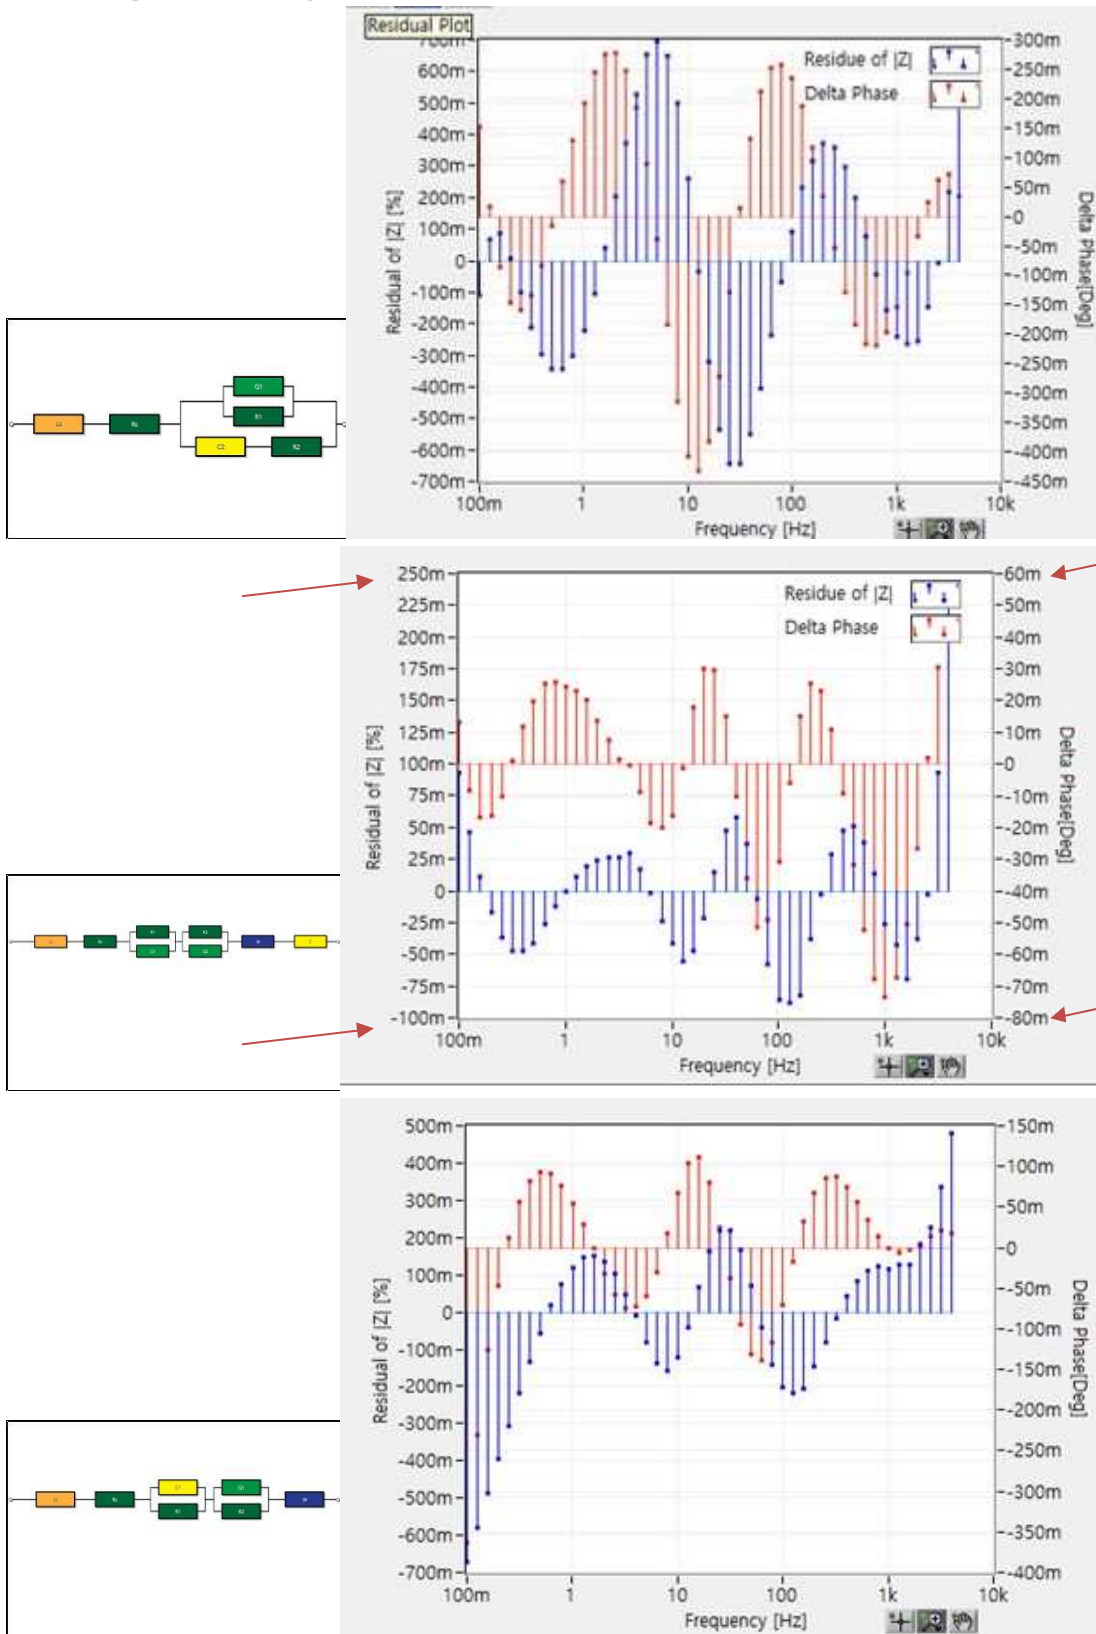 Residual Plot
700m
600m
500m
400m
300m
200m
100m
0
-100m
-200m
-300m
-400m
-500m
-600m
-700m
Residual of |Z| [%]
Residue of |Z|
Delta Phase
300m
250m
200m
150m
100m
50m
0
-50m
-100m
-150m
-200m
-250m
-300m
-350m
-400m
-450m
Delta Phase[Deg]
100m 1 10 100 1k 10k
Frequency [Hz]
Q1
R1
Rs
C2
R2
250m
225m
200m
175m
150m
125m
100m
75m
50m
25m
0
-25m
-50m
-75m
-100m
Residual of |Z| [%]
Residue of |Z|
Delta Phase
60m
50m
40m
30m
20m
10m
0
-10m
-20m
-30m
-40m
-50m
-60m
-70m
-80m
Delta Phase[Deg]
100m 1 10 100 1k 10k
Frequency [Hz]
500m
400m
300m
200m
100m
0
-100m
-200m
-300m
-400m
-500m
-600m
-700m
Residual of |Z| [%]
150m
100m
50m
0
-50m
-100m
-150m
-200m
-250m
-300m
-350m
-400m
Delta Phase[Deg]
100m 1 10 100 1k 10k
Frequency [Hz]